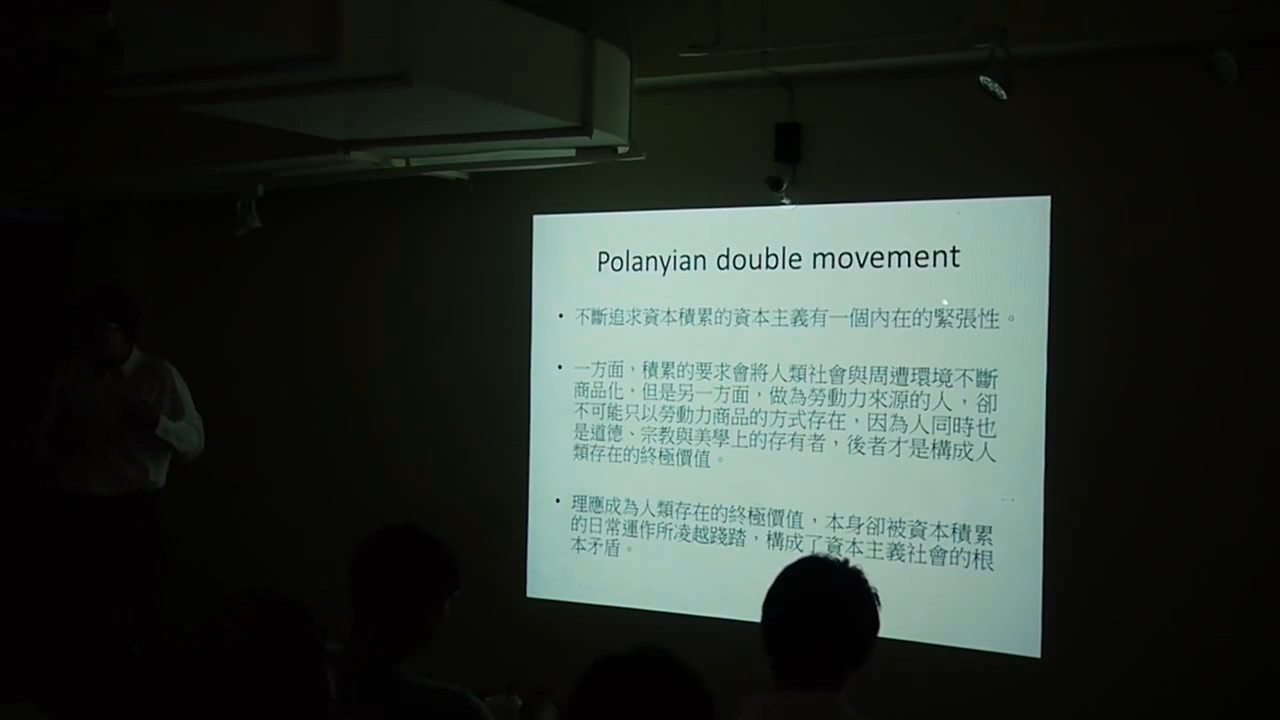 Polanyian double movement
• 不斷追求資本積累的資本主義有一個內在的緊張性。
• 一方面，積累的要求會將人類社會與周遭環境不斷
商品化，但是另一方面，做為勞動力來源的人，卻
不可能只以勞動力商品的方式存在，因為人同時也
是道德、宗教與美學上的存有者，後者才是構成人
類存在的終極價值。
• 理應成為人類存在的終極價值，本身卻被資本積累
的日常運作所凌越踐踏，構成了資本主義社會的根
本矛盾。